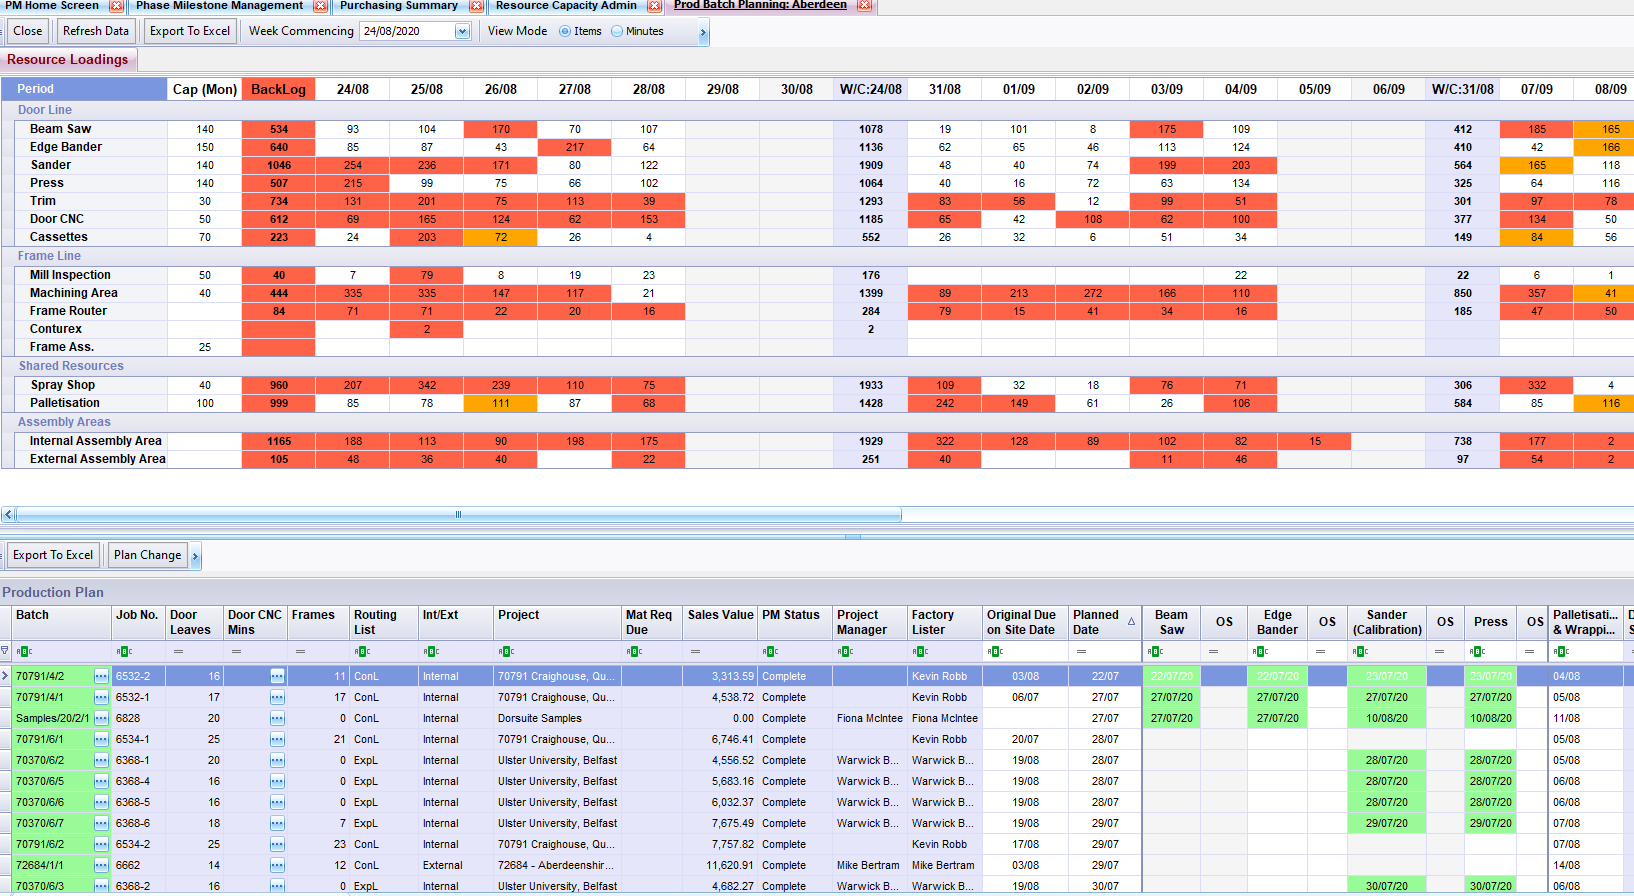 PM Home Screen Phase Milestone Management Purchasing Summary Resource Capacity Admin Prod Batch Planning: Aberdeen
Close Refresh Data Export To Excel Week Commencing 24/08/2020 View Mode Items Minutes
Resource Loadings
Period Cap (Mon) BackLog 24/08 25/08 26/08 27/08 28/08 29/08 30/08 W/C:24/08 31/08 01/09 02/09 03/09 04/09 05/09 06/09 W/C:31/08 07/09 08/09
Door Line
Beam Saw 140 534 93 104 170 70 107 1078 19 101 8 175 109 412 185 165
Edge Bander 150 640 85 87 43 217 64 1136 62 65 46 113 124 410 42 166
Sander 140 1046 254 236 171 80 122 1909 48 40 74 199 203 564 165 118
Press 140 507 215 99 75 66 102 1064 40 16 72 63 134 325 64 116
Trim 30 734 131 201 75 113 39 1293 83 56 12 99 51 301 97 78
Door CNC 50 612 69 165 124 62 153 1185 65 42 108 62 100 377 134 50
Cassettes 70 223 24 203 72 26 4 552 26 32 6 51 34 149 84 56
Frame Line
Mill Inspection 50 40 7 79 8 19 23 176 22 22 6 1
Machining Area 40 444 335 335 147 117 21 1399 89 213 272 166 110 850 357 41
Frame Router 84 71 71 22 20 16 284 79 15 41 34 16 185 47 50
Conturex 2 2
Frame Ass. 25
Shared Resources
Spray Shop 40 960 207 342 239 110 75 1933 109 32 18 76 71 306 332 4
Palletisation 100 999 85 78 111 87 68 1428 242 149 61 26 106 584 85 116
Assembly Areas
Internal Assembly Area 1165 188 113 90 198 175 1929 322 128 89 102 82 15 738 177 2
External Assembly Area 105 48 36 40 22 251 40 11 46 97 54 2
Export To Excel Plan Change
Production Plan
Batch Job No. Door Leaves Door CNC Mins Frames Routing List Int/Ext Project Mat Req Due Sales Value PM Status Project Manager Factory Lister Original Due on Site Date Planned Date Beam Saw OS Edge Bander OS Sander (Calibration) OS Press OS Palletisati... & Wrappi...
70791/4/2 6532-2 16 11 ConL Internal 70791 Craighouse, Qu... 3,313.59 Complete Kevin Robb 03/08 22/07 22/07/20 22/07/20 23/07/20 23/07/20 04/08
70791/4/1 6532-1 17 17 ConL Internal 70791 Craighouse, Qu... 4,538.72 Complete Kevin Robb 06/07 27/07 27/07/20 27/07/20 27/07/20 27/07/20 05/08
Samples/20/2/1 6828 20 0 ConL Internal Dorsuite Samples 0.00 Complete Fiona McIntee Fiona McIntee 27/07 27/07/20 27/07/20 10/08/20 10/08/20 11/08
70791/6/1 6534-1 25 21 ConL Internal 70791 Craighouse, Qu... 6,746.41 Complete Kevin Robb 20/07 28/07 05/08
70370/6/2 6368-1 20 0 ExpL Internal Ulster University, Belfast 4,556.52 Complete Warwick B... Warwick B... 19/08 28/07 28/07/20 28/07/20 05/08
70370/6/5 6368-4 16 0 ExpL Internal Ulster University, Belfast 5,683.16 Complete Warwick B... Warwick B... 19/08 28/07 28/07/20 28/07/20 06/08
70370/6/6 6368-5 16 0 ExpL Internal Ulster University, Belfast 6,032.37 Complete Warwick B... Warwick B... 19/08 28/07 28/07/20 28/07/20 06/08
70370/6/7 6368-6 18 7 ExpL Internal Ulster University, Belfast 7,675.49 Complete Warwick B... Warwick B... 19/08 29/07 29/07/20 29/07/20 07/08
70791/6/2 6534-2 25 23 ConL Internal 70791 Craighouse, Qu... 7,757.82 Complete Kevin Robb 17/08 29/07 07/08
72684/1/1 6662 14 12 ConL External 72684 - Aberdeenshir... 11,620.91 Complete Mike Bertram Mike Bertram 03/08 29/07 14/08
70370/6/3 6368-2 16 0 ExpL Internal Ulster University, Belfast 4,682.27 Complete Warwick B... Warwick B... 19/08 30/07 30/07/20 30/07/20 06/08